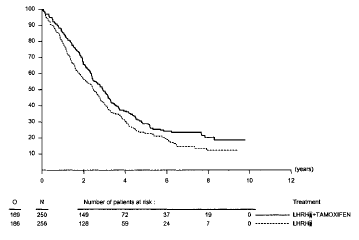 100
90
80
70
60
50
40
30
20
10
0 2 4 6 8 10 12
(years)
O N Number of patients at risk : Treatment
169 250 149 72 37 19 0 LHRH+TAMOXIFEN
186 256 128 59 24 7 0 LHRH